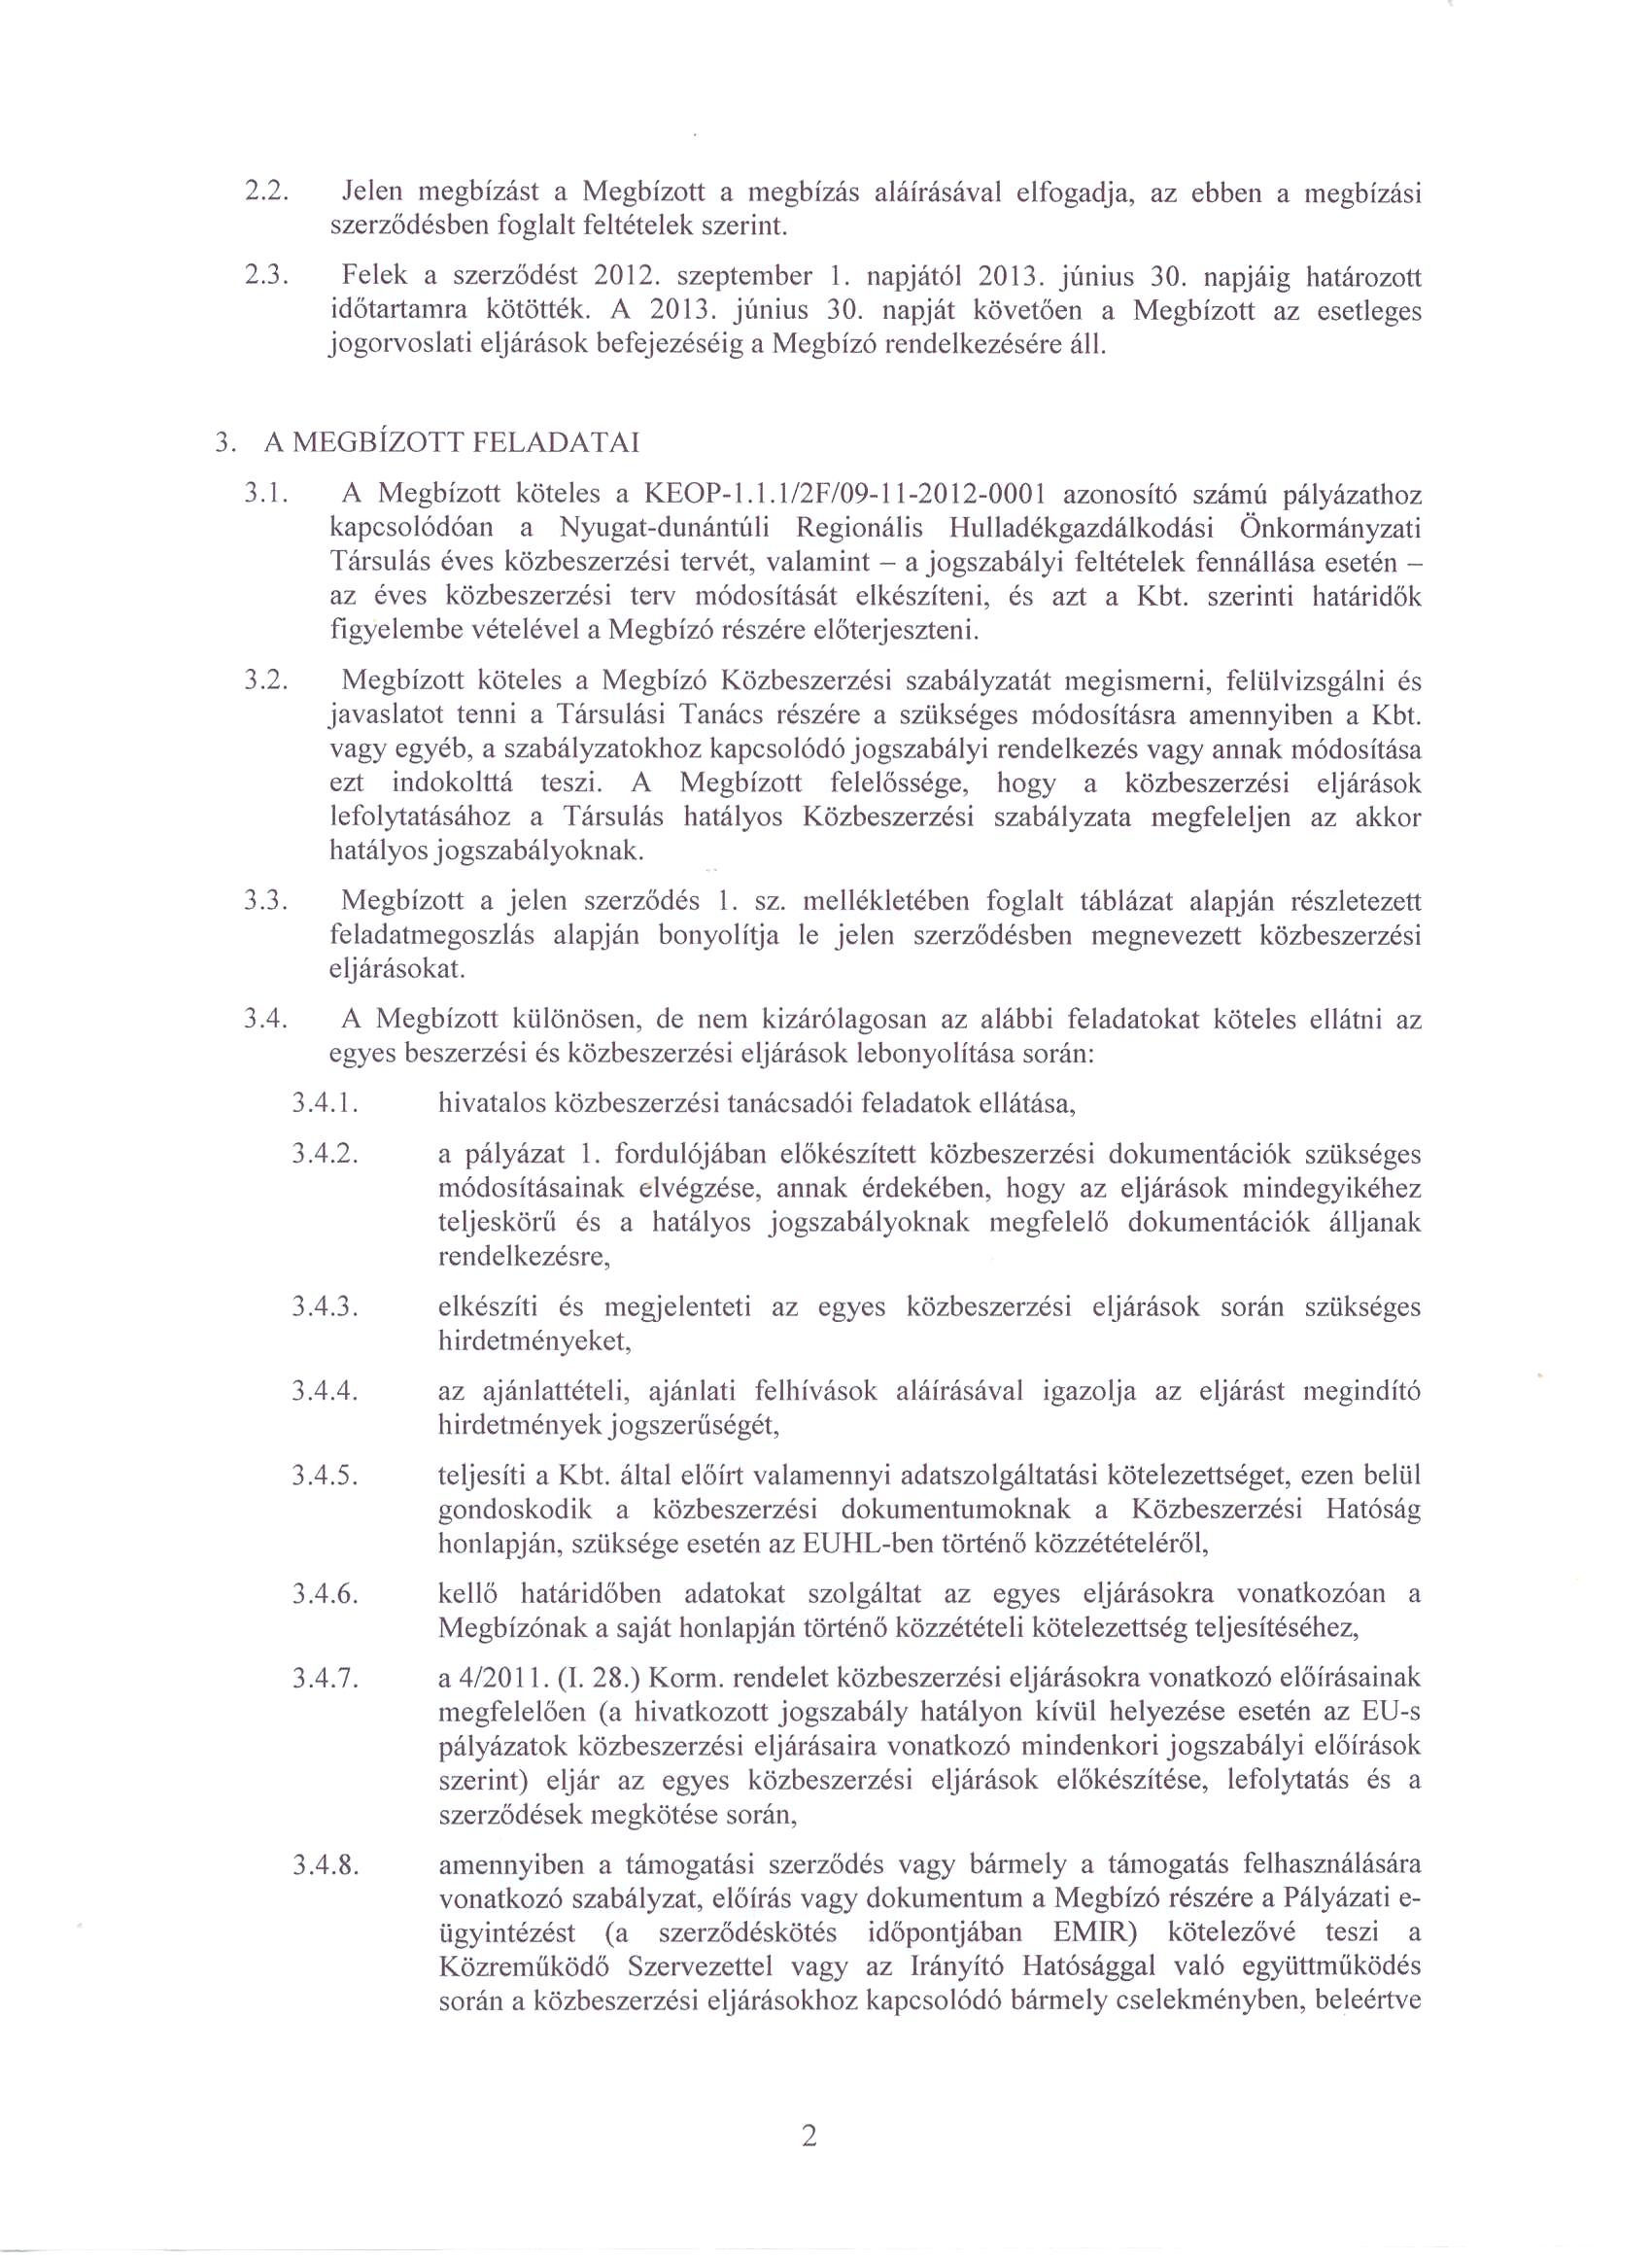 2.2. Jelen megbízást a Megbízott a megbízás aláírásával elfogadja, az ebben a megbízási
szerződésben foglalt feltételek szerint.
2.3. Felek a szerződést 2012. szeptember 1. napjától 2013. június 30. napjáig határozott
időtartamra kötötték. A 2013. június 30. napját követően a Megbízott az esetleges
jogorvoslati eljárások befejezéséig a Megbízó rendelkezésére áll.
3. A MEGBÍZOTT FELADATAI
3.1. A Megbízott köteles a KEOP-1.1.1/2F/09-11-2012-0001 azonosító számú pályázathoz
kapcsolódóan a Nyugat-dunántúli Regionális Hulladékgazdálkodási Önkormányzati
Társulás éves közbeszerzési tervét, valamint – a jogszabályi feltételek fennállása esetén –
az éves közbeszerzési terv módosítását elkészíteni, és azt a Kbt. szerinti határidők
figyelembe vételével a Megbízó részére előterjeszteni.
3.2. Megbízott köteles a Megbízó Közbeszerzési szabályzatát megismerni, felülvizsgálni és
javaslatot tenni a Társulási Tanács részére a szükséges módosításra amennyiben a Kbt.
vagy egyéb, a szabályzatokhoz kapcsolódó jogszabályi rendelkezés vagy annak módosítása
ezt indokolttá teszi. A Megbízott felelőssége, hogy a közbeszerzési eljárások
lefolytatásához a Társulás hatályos Közbeszerzési szabályzata megfeleljen az akkor
hatályos jogszabályoknak.
3.3. Megbízott a jelen szerződés 1. sz. mellékletében foglalt táblázat alapján részletezett
feladatmegoszlás alapján bonyolítja le jelen szerződésben megnevezett közbeszerzési
eljárásokat.
3.4. A Megbízott különösen, de nem kizárólagosan az alábbi feladatokat köteles ellátni az
egyes beszerzési és közbeszerzési eljárások lebonyolítása során:
3.4.1. hivatalos közbeszerzési tanácsadói feladatok ellátása,
3.4.2. a pályázat 1. fordulójában előkészített közbeszerzési dokumentációk szükséges
módosításainak elvégzése, annak érdekében, hogy az eljárások mindegyikéhez
teljeskörű és a hatályos jogszabályoknak megfelelő dokumentációk álljanak
rendelkezésre,
3.4.3. elkészíti és megjelenteti az egyes közbeszerzési eljárások során szükséges
hirdetményeket,
3.4.4. az ajánlattételi, ajánlati felhívások aláírásával igazolja az eljárást megindító
hirdetmények jogszerűségét,
3.4.5. teljesíti a Kbt. által előírt valamennyi adatszolgáltatási kötelezettséget, ezen belül
gondoskodik a közbeszerzési dokumentumoknak a Közbeszerzési Hatóság
honlapján, szüksége esetén az EUHL-ben történő közzétételéről,
3.4.6. kellő határidőben adatokat szolgáltat az egyes eljárásokra vonatkozóan a
Megbízónak a saját honlapján történő közzétételi kötelezettség teljesítéséhez,
3.4.7. a 4/2011. (I. 28.) Korm. rendelet közbeszerzési eljárásokra vonatkozó előírásainak
megfelelően (a hivatkozott jogszabály hatályon kívül helyezése esetén az EU-s
pályázatok közbeszerzési eljárásaira vonatkozó mindenkori jogszabályi előírások
szerint) eljár az egyes közbeszerzési eljárások előkészítése, lefolytatás és a
szerződések megkötése során,
3.4.8. amennyiben a támogatási szerződés vagy bármely a támogatás felhasználására
vonatkozó szabályzat, előírás vagy dokumentum a Megbízó részére a Pályázati e-
ügyintézést (a szerződéskötés időpontjában EMIR) kötelezővé teszi a
Közreműködő Szervezettel vagy az Irányító Hatósággal való együttműködés
során a közbeszerzési eljárásokhoz kapcsolódó bármely cselekményben, beleértve
2